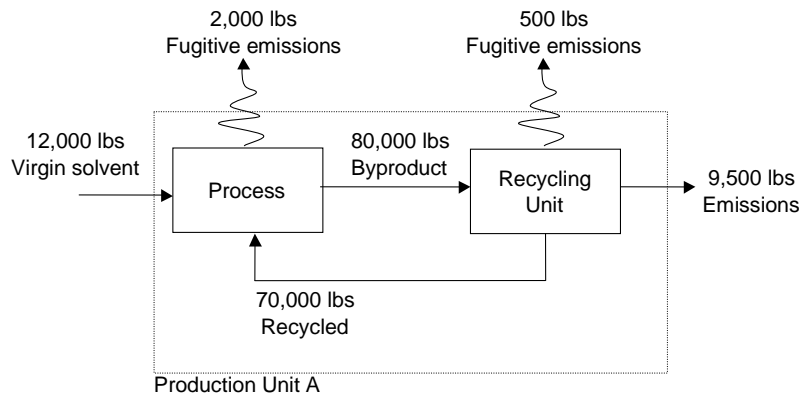 2,000 lbs
Fugitive emissions
500 lbs
Fugitive emissions
12,000 lbs
Virgin solvent
Process
80,000 lbs
Byproduct
Recycling
Unit
9,500 lbs
Emissions
70,000 lbs
Recycled
Production Unit A